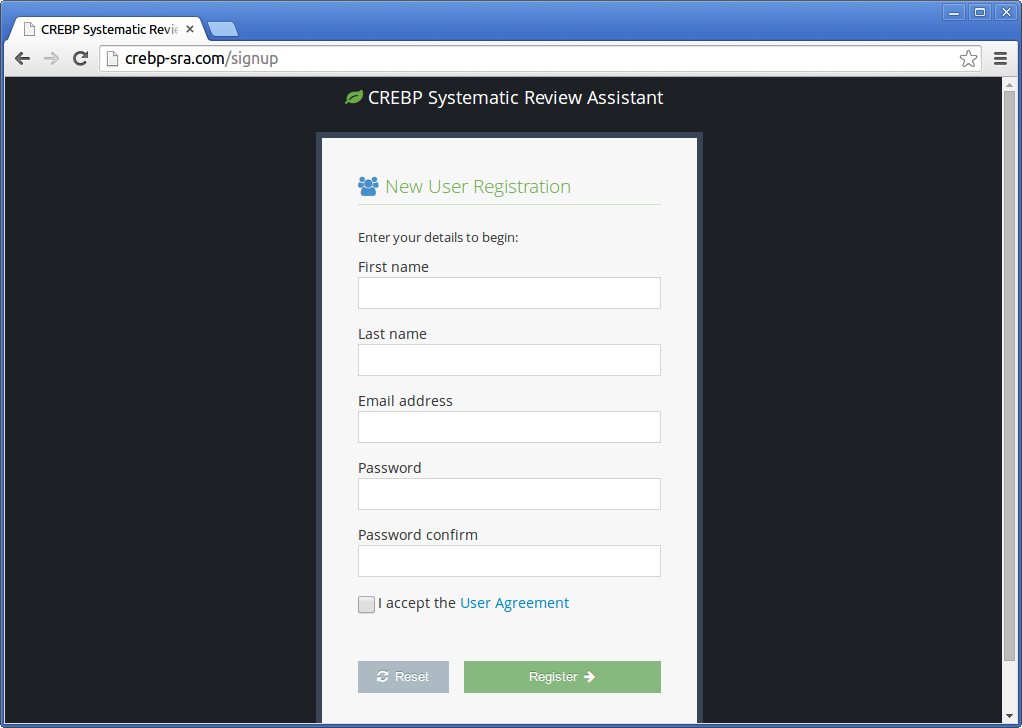 CREBP Systematic Revie
crebp-sra.com/signup
CREBP Systematic Review Assistant
New User Registration
Enter your details to begin:
First name
Last name
Email address
Password
Password confirm
I accept the User Agreement
Reset
Register